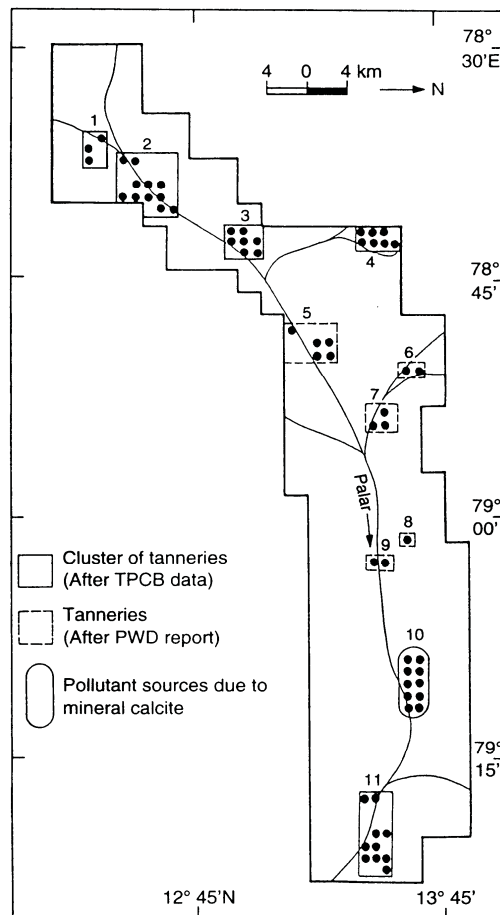 78°
30'E
4 0 4 km
N
1
2
3
4
78°
45'
5
6
7
Palar
79°
00'
8
9
Cluster of tanneries
(After TPCB data)
Tanneries
(After PWD report)
10
Pollutant sources due to
mineral calcite
79°
15'
11
12° 45'N
13° 45'